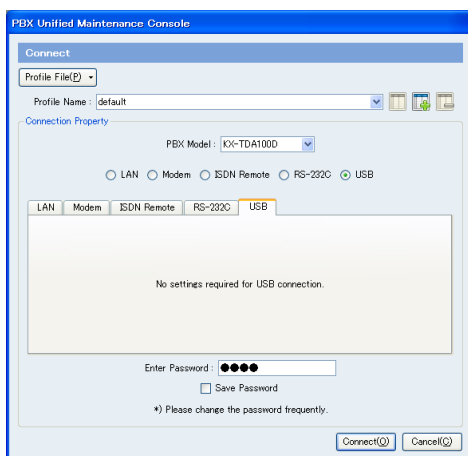 PBX Unified Maintenance Console
Connect
Profile File(P)
Profile Name : default
Connection Property
PBX Model : KX-TDA100D
LAN Modem ISDN Remote RS-232C USB
LAN Modem ISDN Remote RS-232C USB
No settings required for USB connection.
Enter Password : ●●●●
Save Password
*) Please change the password frequently.
Connect(O) Cancel(C)